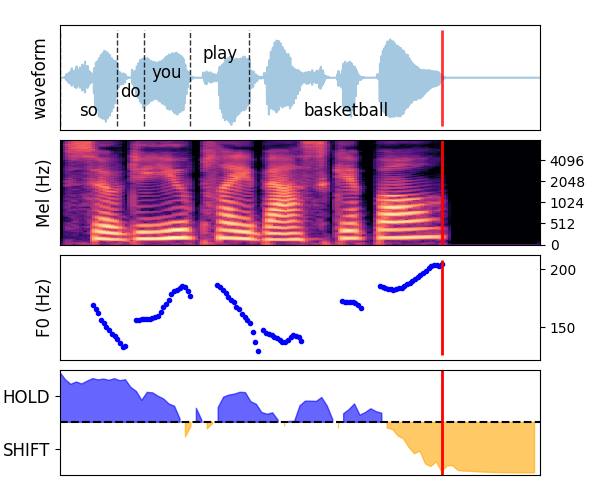 waveform
so
do
you
play
basketball
Mel (Hz)
4096
2048
1024
512
0
F0 (Hz)
200
150
HOLD
SHIFT